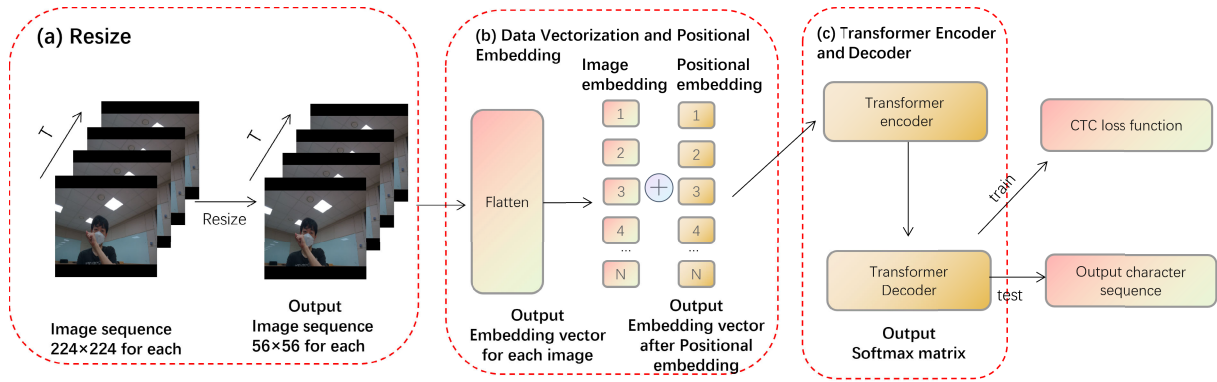 (a) Resize
T
T
Resize
Image sequence
224×224 for each
Output
Image sequence
56×56 for each
(b) Data Vectorization and Positional
Embedding
Image
embedding
Positional
embedding
Flatten
1
2
3
4
...
N
+
1
2
3
4
...
N
Output
Embedding vector
for each image
Output
Embedding vector
after Positional
embedding
(c) Transformer Encoder
and Decoder
Transformer
encoder
Transformer
Decoder
Output
Softmax matrix
train
test
CTC loss function
Output character
sequence